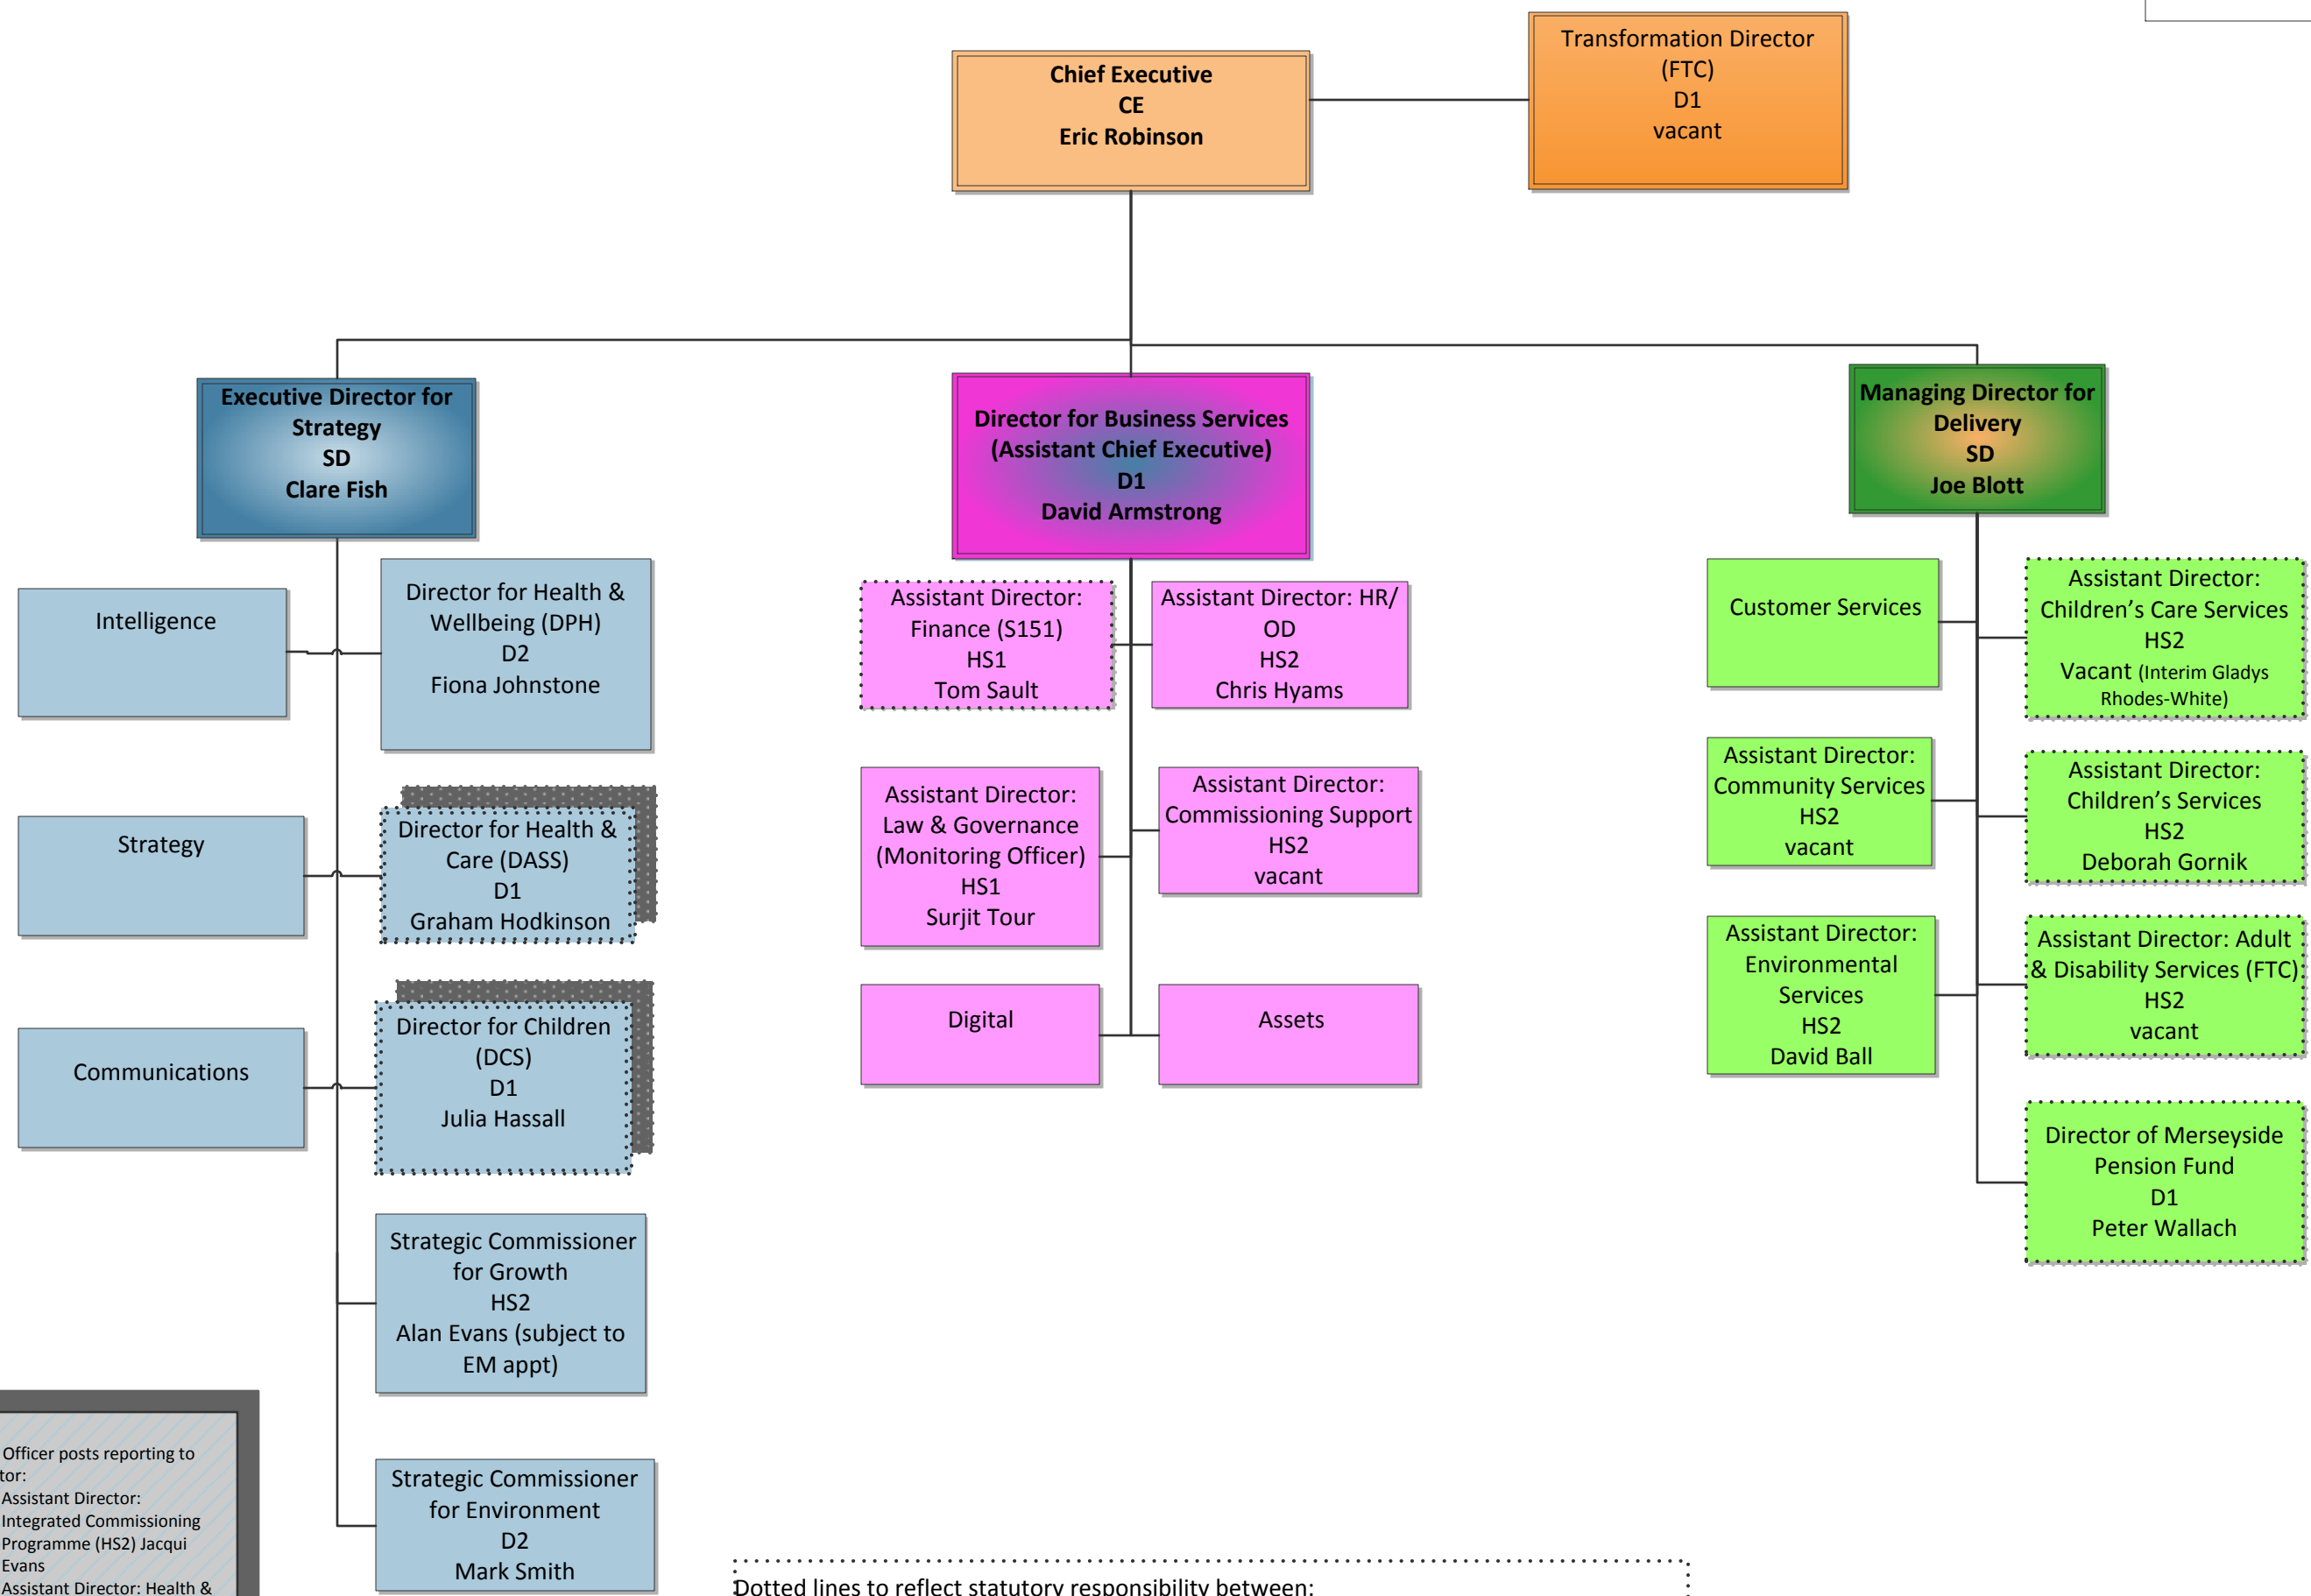 Chief Executive
CE
Eric Robinson
Transformation Director
(FTC)
D1
vacant
Executive Director for
Strategy
SD
Clare Fish
Director for Business Services
(Assistant Chief Executive)
D1
David Armstrong
Managing Director for
Delivery
SD
Joe Blott
Intelligence
Director for Health &
Wellbeing (DPH)
D2
Fiona Johnstone
Strategy
Director for Health &
Care (DASS)
D1
Graham Hodkinson
Communications
Director for Children
(DCS)
D1
Julia Hassall
Strategic Commissioner
for Growth
HS2
Alan Evans (subject to
EM appt)
Strategic Commissioner
for Environment
D2
Mark Smith
Assistant Director:
Finance (S151)
HS1
Tom Sault
Assistant Director: HR/
OD
HS2
Chris Hyams
Assistant Director:
Law & Governance
(Monitoring Officer)
HS1
Surjit Tour
Assistant Director:
Commissioning Support
HS2
vacant
Digital
Assets
Customer Services
Assistant Director:
Children’s Care Services
HS2
Vacant (Interim Gladys
Rhodes-White)
Assistant Director:
Community Services
HS2
vacant
Assistant Director:
Children’s Services
HS2
Deborah Gornik
Assistant Director:
Environmental
Services
HS2
David Ball
Assistant Director: Adult
& Disability Services (FTC)
HS2
vacant
Director of Merseyside
Pension Fund
D1
Peter Wallach
Officer posts reporting to
tor:
Assistant Director:
Integrated Commissioning
Programme (HS2) Jacqui
Evans
Assistant Director: Health &
Dotted lines to reflect statutory responsibility between: